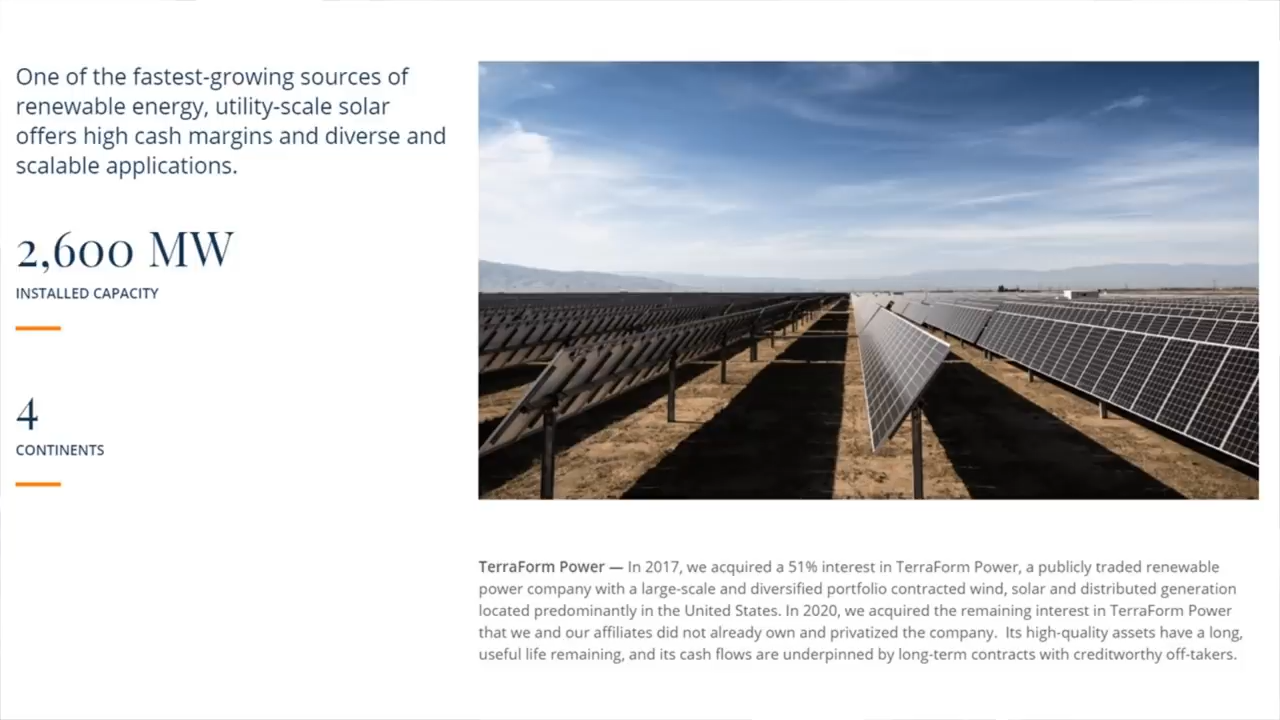 One of the fastest-growing sources of
renewable energy, utility-scale solar
offers high cash margins and diverse and
scalable applications.
2,600 MW
INSTALLED CAPACITY
4
CONTINENTS
TerraForm Power — In 2017, we acquired a 51% interest in TerraForm Power, a publicly traded renewable
power company with a large-scale and diversified portfolio contracted wind, solar and distributed generation
located predominantly in the United States. In 2020, we acquired the remaining interest in TerraForm Power
that we and our affiliates did not already own and privatized the company.  Its high-quality assets have a long,
useful life remaining, and its cash flows are underpinned by long-term contracts with creditworthy off-takers.